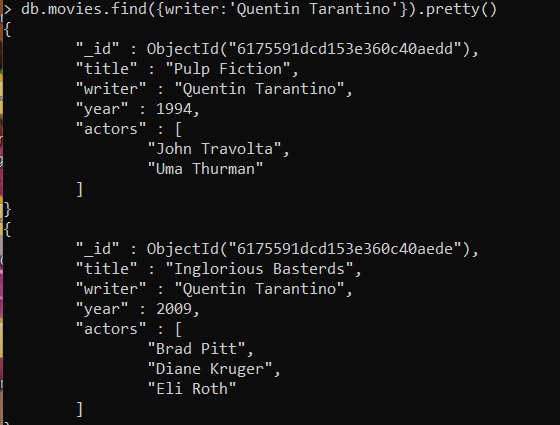 > db.movies.find({writer:'Quentin Tarantino'}).pretty()
{
        "_id" : ObjectId("6175591dcd153e360c40aedd"),
        "title" : "Pulp Fiction",
        "writer" : "Quentin Tarantino",
        "year" : 1994,
        "actors" : [
                "John Travolta",
                "Uma Thurman"
        ]
}
{
        "_id" : ObjectId("6175591dcd153e360c40aede"),
        "title" : "Inglorious Basterds",
        "writer" : "Quentin Tarantino",
        "year" : 2009,
        "actors" : [
                "Brad Pitt",
                "Diane Kruger",
                "Eli Roth"
        ]
}